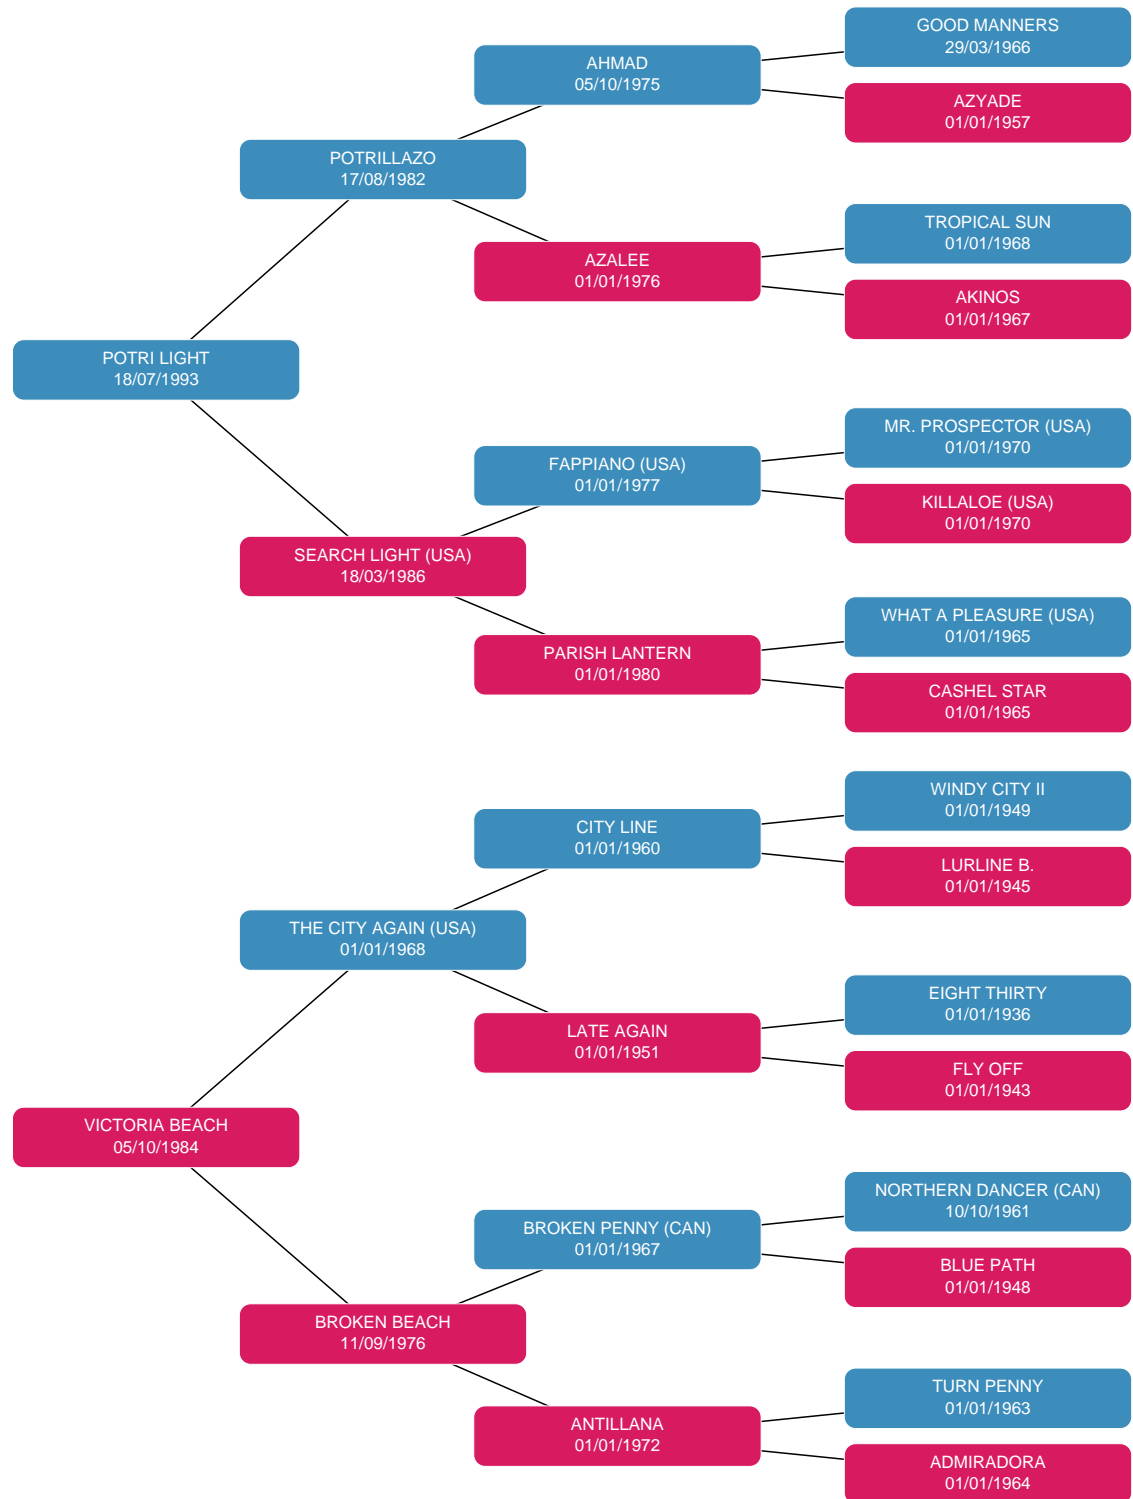 GOOD MANNERS
29/03/1966
AHMAD
05/10/1975
AZYADE
01/01/1957
POTRILLAZO
17/08/1982
TROPICAL SUN
01/01/1968
AZALEE
01/01/1976
AKINOS
01/01/1967
POTRI LIGHT
18/07/1993
MR. PROSPECTOR (USA)
01/01/1970
FAPPIANO (USA)
01/01/1977
KILLALOE (USA)
01/01/1970
SEARCH LIGHT (USA)
18/03/1986
WHAT A PLEASURE (USA)
01/01/1965
PARISH LANTERN
01/01/1980
CASHEL STAR
01/01/1965
WINDY CITY II
01/01/1949
CITY LINE
01/01/1960
LURLINE B.
01/01/1945
THE CITY AGAIN (USA)
01/01/1968
EIGHT THIRTY
01/01/1936
LATE AGAIN
01/01/1951
FLY OFF
01/01/1943
VICTORIA BEACH
05/10/1984
NORTHERN DANCER (CAN)
10/10/1961
BROKEN PENNY (CAN)
01/01/1967
BLUE PATH
01/01/1948
BROKEN BEACH
11/09/1976
TURN PENNY
01/01/1963
ANTILLANA
01/01/1972
ADMIRADORA
01/01/1964